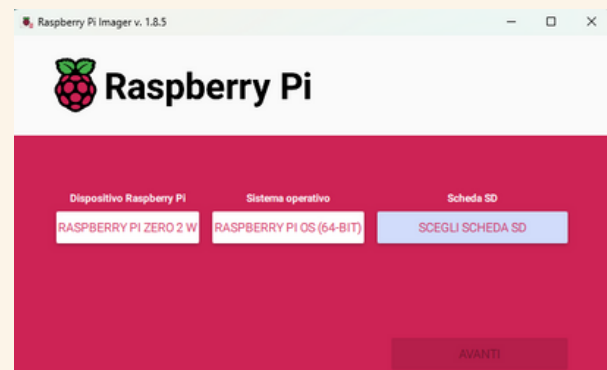 Raspberry Pi Imager v. 1.8.5
Raspberry Pi
Dispositivo Raspberry Pi Sistema operativo Scheda SD
RASPBERRY PI ZERO 2 W RASPBERRY PI OS (64-BIT) SCEGLI SCHEDA SD
AVANTI